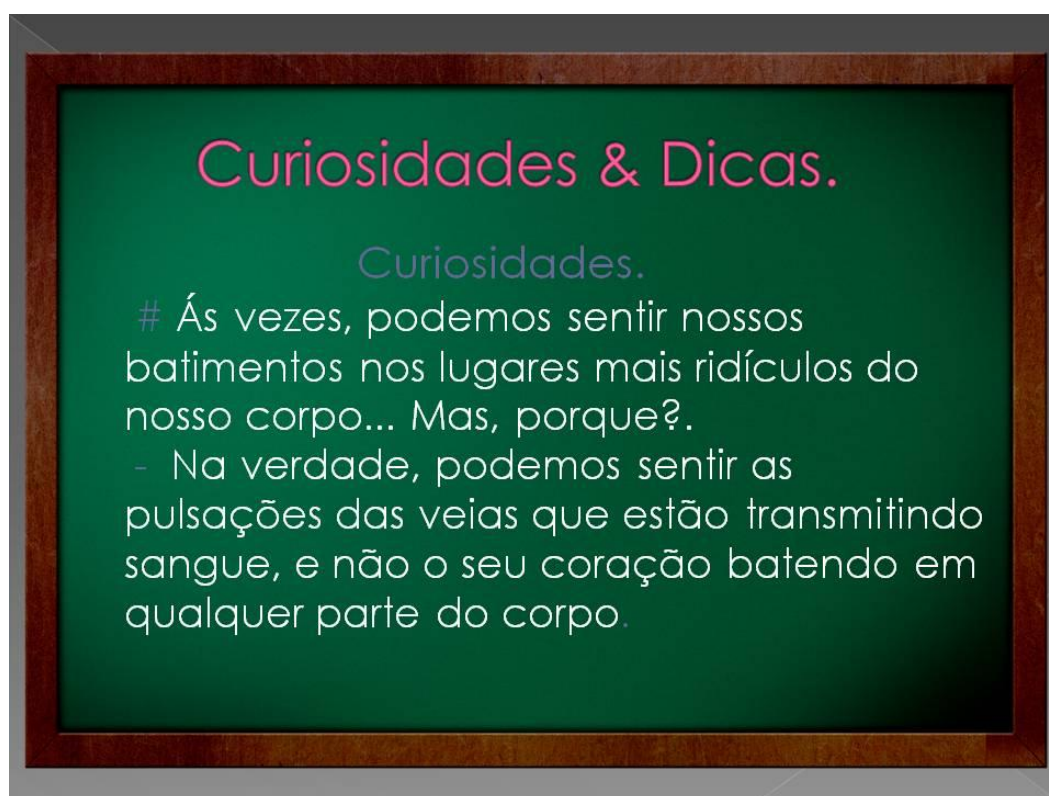 Curiosidades & Dicas.
Curiosidades.
# Ás vezes, podemos sentir nossos
batimentos nos lugares mais ridículos do
nosso corpo... Mas, porque?.
- Na verdade, podemos sentir as
pulsações das veias que estão transmitindo
sangue, e não o seu coração batendo em
qualquer parte do corpo.